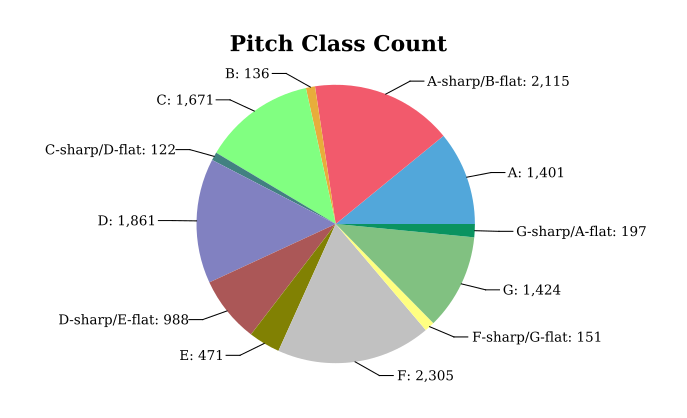 Pitch Class Count
B: 136
A-sharp/B-flat: 2,115
C: 1,671
C-sharp/D-flat: 122
A: 1,401
D: 1,861
G-sharp/A-flat: 197
G: 1,424
D-sharp/E-flat: 988
F-sharp/G-flat: 151
E: 471
F: 2,305